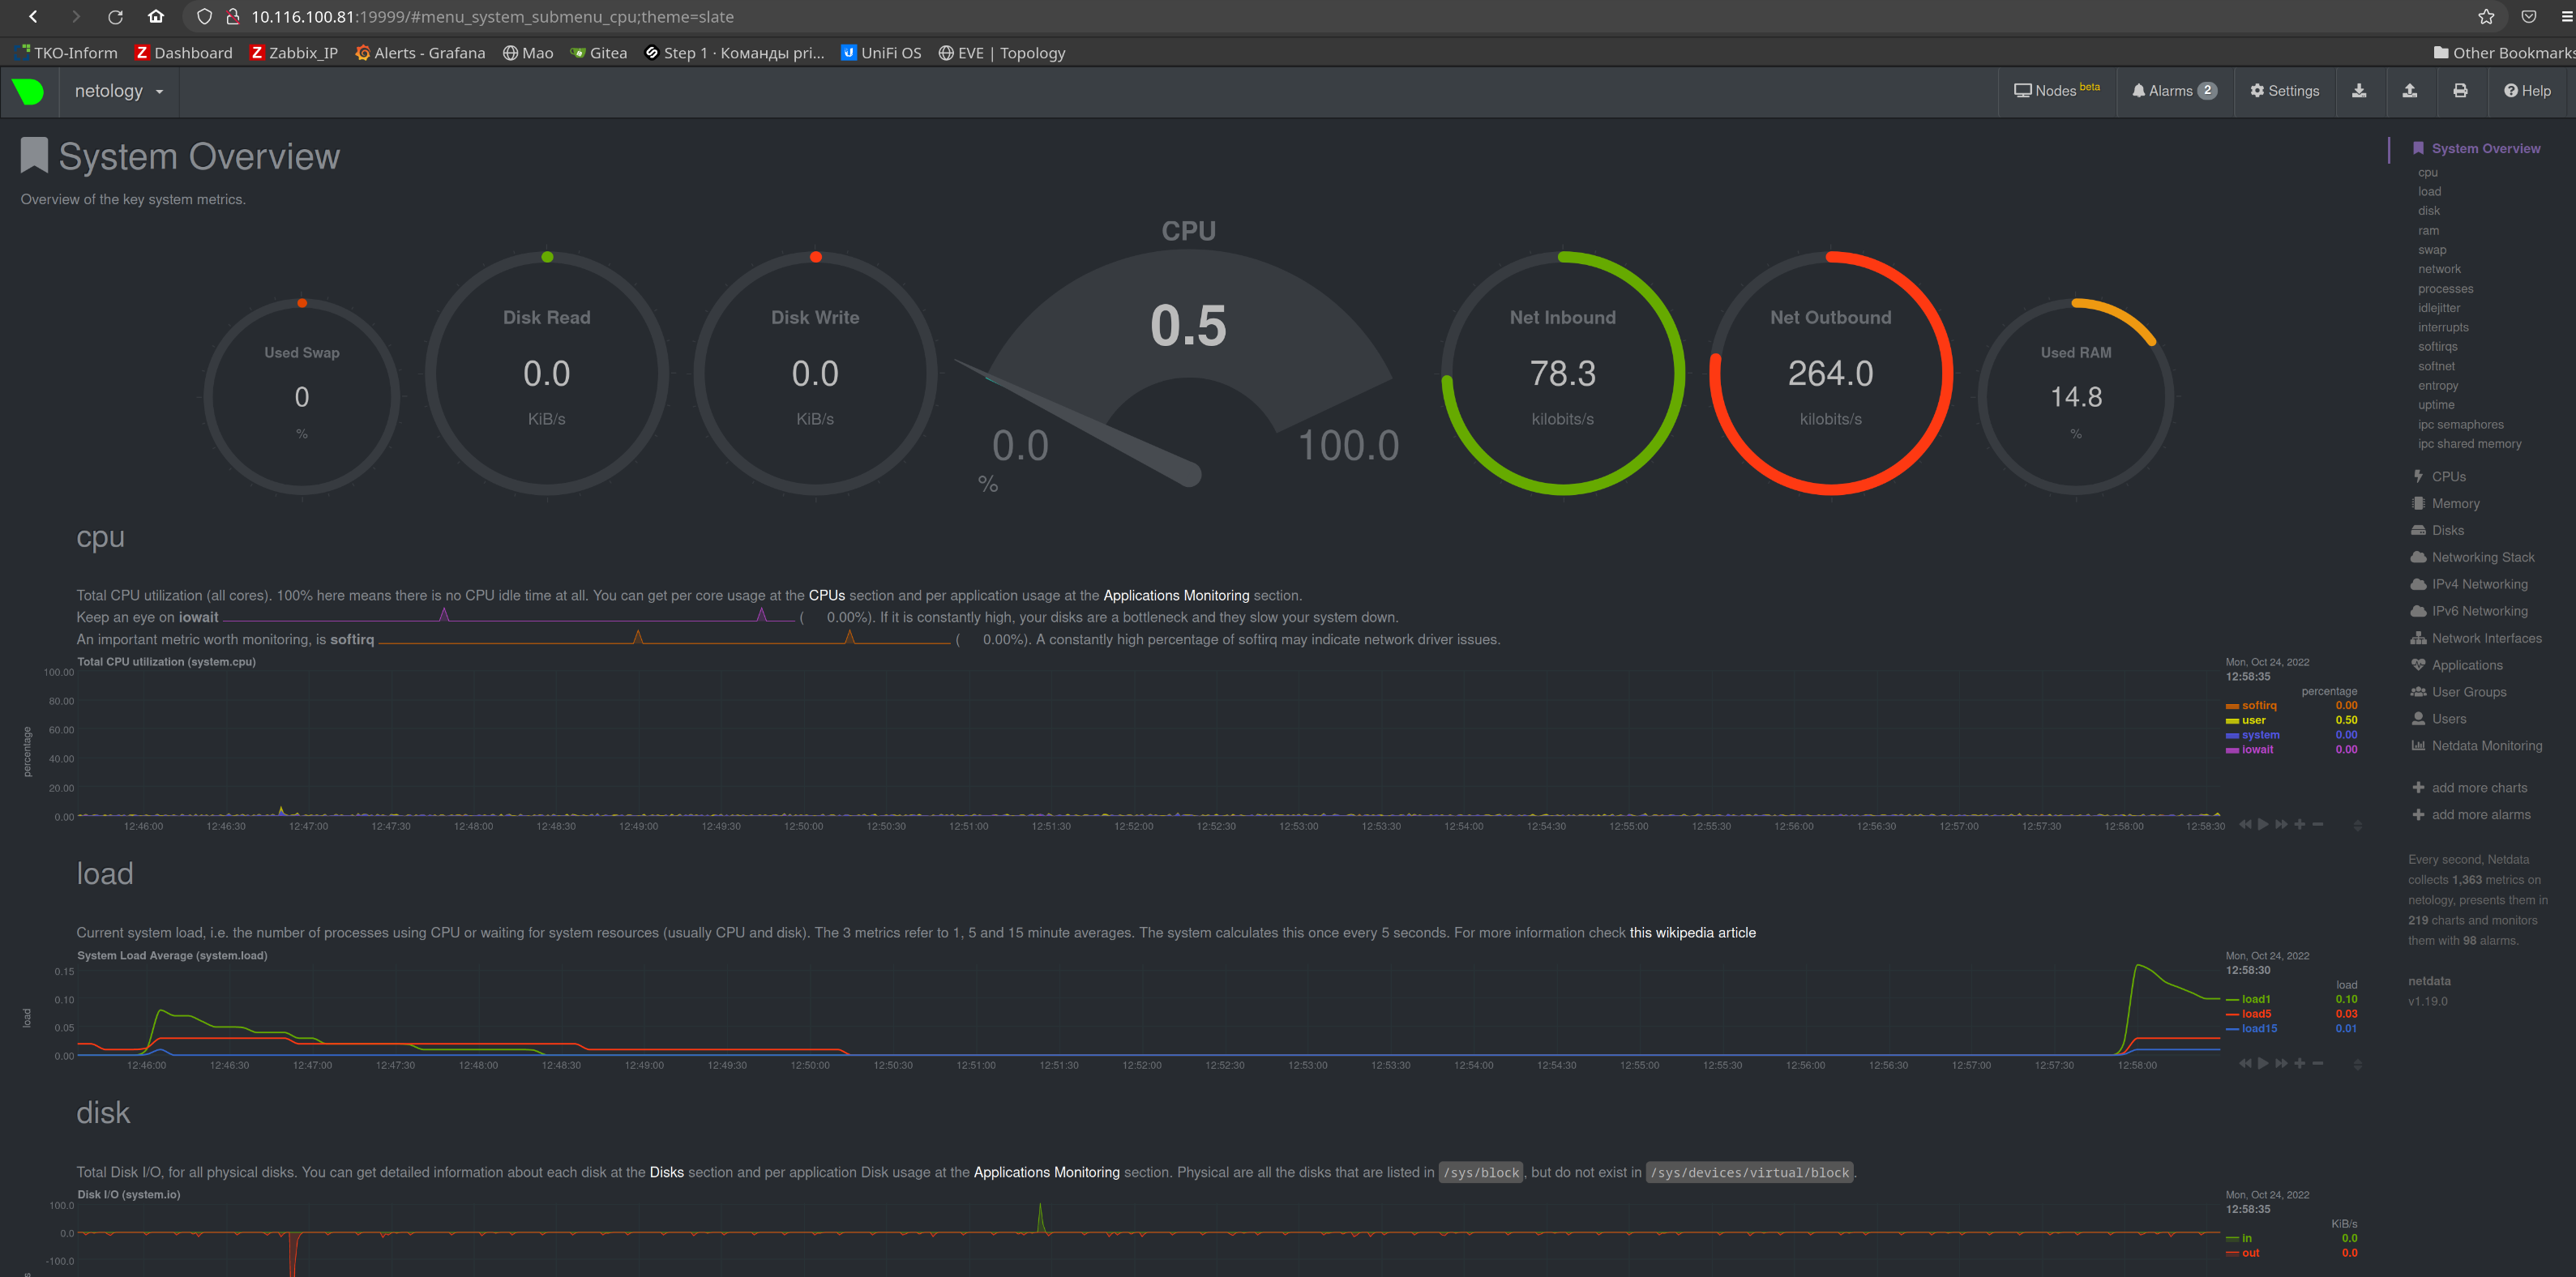 10.116.100.81:19999/#menu_system_submenu_cpu;theme=slate
TKO-Inform Dashboard Zabbix_IP Alerts - Grafana Mao Gitea Step 1 · Команды pri... UniFi OS EVE | Topology Other Bookmarks
netology Nodes beta Alarms 2 Settings Help
System Overview
Overview of the key system metrics.
Used Swap
0
%
Disk Read
0.0
KiB/s
Disk Write
0.0
KiB/s
CPU
0.5
0.0 100.0
%
Net Inbound
78.3
kilobits/s
Net Outbound
264.0
kilobits/s
Used RAM
14.8
%
cpu
Total CPU utilization (all cores). 100% here means there is no CPU idle time at all. You can get per core usage at the CPUs section and per application usage at the Applications Monitoring section.
Keep an eye on iowait ( 0.00%). If it is constantly high, your disks are a bottleneck and they slow your system down.
An important metric worth monitoring, is softirq ( 0.00%). A constantly high percentage of softirq may indicate network driver issues.
Total CPU utilization (system.cpu)
100.00
80.00
60.00
40.00
20.00
0.00
percentage
12:46:00 12:46:30 12:47:00 12:47:30 12:48:00 12:48:30 12:49:00 12:49:30 12:50:00 12:50:30 12:51:00 12:51:30 12:52:00 12:52:30 12:53:00 12:53:30 12:54:00 12:54:30 12:55:00 12:55:30 12:56:00 12:56:30 12:57:00 12:57:30 12:58:00 12:58:30
Mon, Oct 24, 2022
12:58:35
percentage
softirq 0.00
user 0.50
system 0.00
iowait 0.00
load
Current system load, i.e. the number of processes using CPU or waiting for system resources (usually CPU and disk). The 3 metrics refer to 1, 5 and 15 minute averages. The system calculates this once every 5 seconds. For more information check this wikipedia article
System Load Average (system.load)
0.15
0.10
0.05
0.00
load
12:46:00 12:46:30 12:47:00 12:47:30 12:48:00 12:48:30 12:49:00 12:49:30 12:50:00 12:50:30 12:51:00 12:51:30 12:52:00 12:52:30 12:53:00 12:53:30 12:54:00 12:54:30 12:55:00 12:55:30 12:56:00 12:56:30 12:57:00 12:57:30 12:58:00
Mon, Oct 24, 2022
12:58:30
load
load1 0.10
load5 0.03
load15 0.01
disk
Total Disk I/O, for all physical disks. You can get detailed information about each disk at the Disks section and per application Disk usage at the Applications Monitoring section. Physical are all the disks that are listed in /sys/block, but do not exist in /sys/devices/virtual/block.
Disk I/O (system.io)
100.0
0.0
-100.0
Mon, Oct 24, 2022
12:58:35
KiB/s
in 0.0
out 0.0
System Overview
cpu
load
disk
ram
swap
network
processes
idlejitter
interrupts
softirqs
softnet
entropy
uptime
ipc semaphores
ipc shared memory
CPUs
Memory
Disks
Networking Stack
IPv4 Networking
IPv6 Networking
Network Interfaces
Applications
User Groups
Users
Netdata Monitoring
add more charts
add more alarms
Every second, Netdata
collects 1,363 metrics on
netology, presents them in
219 charts and monitors
them with 98 alarms.
netdata
v1.19.0